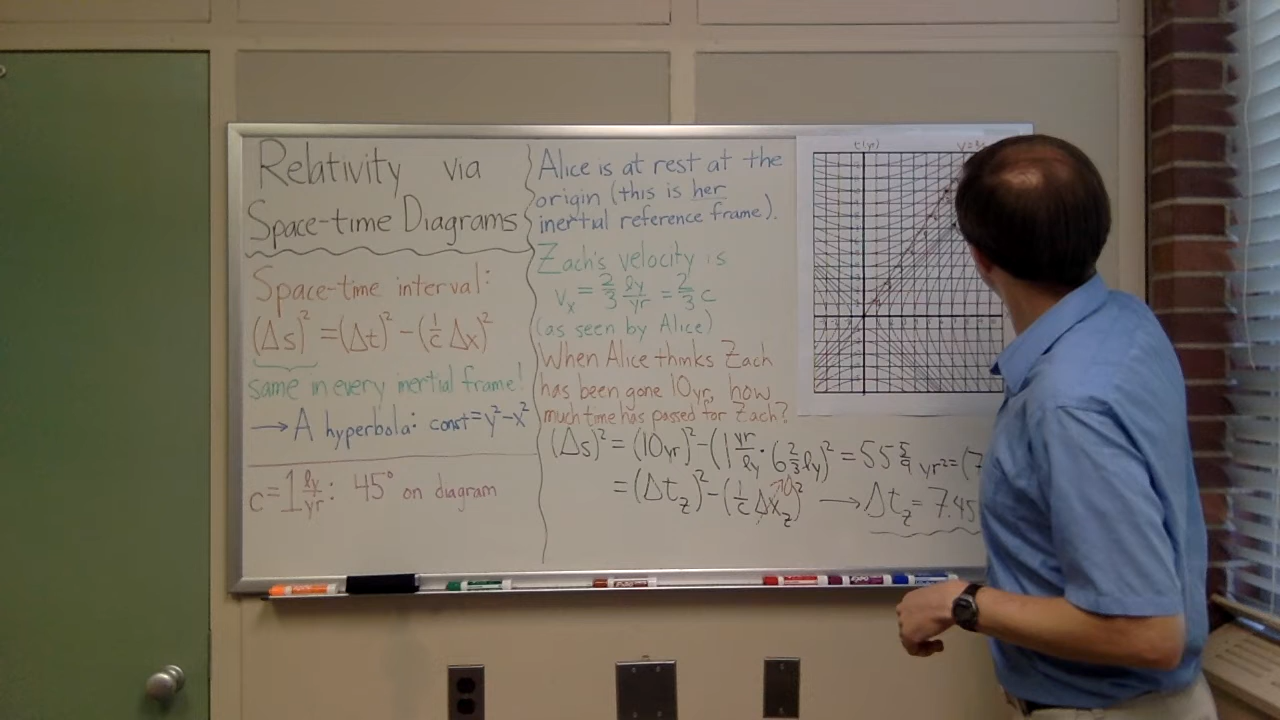 Relativity via
Space-time Diagrams
Space-time interval:
(Δs)² = (Δt)² - (1/c Δx)²
same in every inertial frame!
→ A hyperbola: const = y² - x²
c = 1 ly/yr: 45° on diagram
Alice is at rest at the
origin (this is her
inertial reference frame).
Zach's velocity is
vₓ = 2/3 ly/yr = 2/3 c
(as seen by Alice)
When Alice thinks Zach
has been gone 10yr, how
much time has passed for Zach?
(Δs)² = (10yr)² - (1 yr/ly · 6 2/3 ly)² = 55 5/9 yr² = (7
= (Δt_z)² - (1/c Δx_z)² → Δt_z = 7.45
0
t(yr)